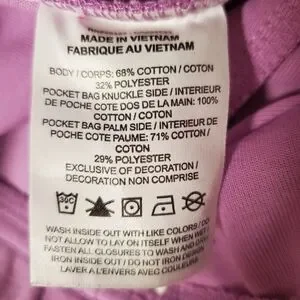 MADE IN VIETNAM
FABRIQUE AU VIETNAM
BODY / CORPS: 68% COTTON / COTON
32% POLYESTER
POCKET BAG KNUCKLE SIDE / INTERIEUR
DE POCHE COTE DOS DE LA MAIN: 100%
COTTON / COTON
POCKET BAG PALM SIDE / INTERIEUR DE
POCHE COTE PAUME: 71% COTTON /
COTON
29% POLYESTER
EXCLUSIVE OF DECORATION /
DECORATION NON COMPRISE
30C
WASH INSIDE OUT WITH LIKE COLORS / DO
NOT ALLOW TO LAY ON ITSELF WHEN WET /
FASTEN ALL CLOSURES TO WASH AND DRY /
IRON INSIDE OUT / DO NOT IRON DESIGN
LAVER A L'ENVERS AVEC COULEURS